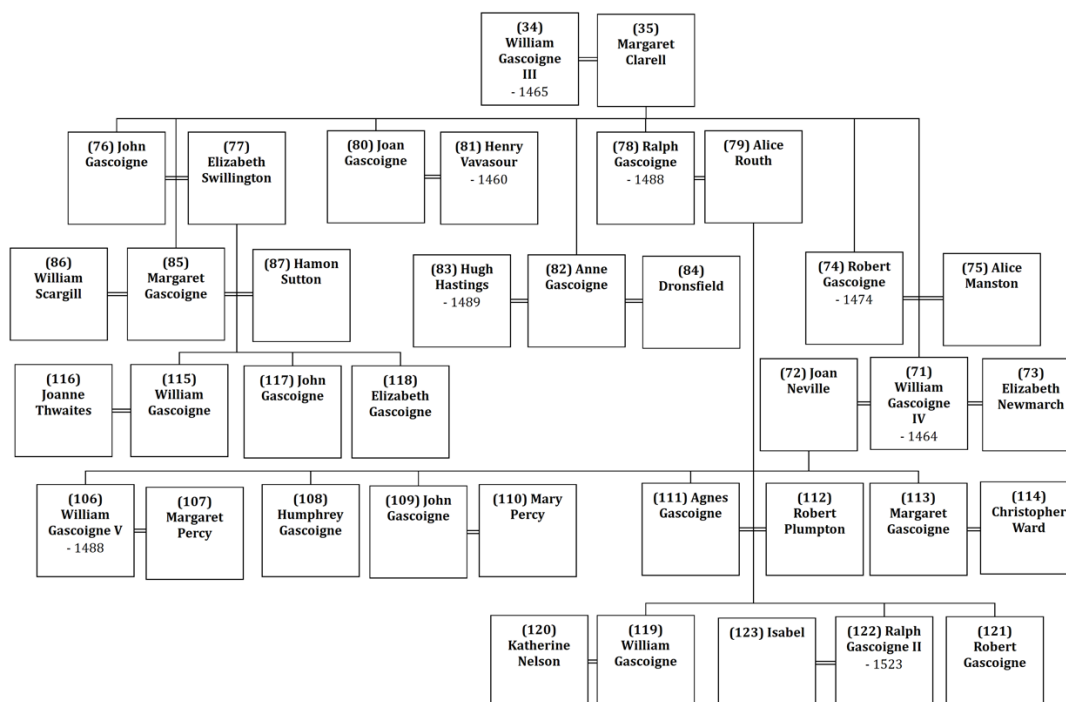 (34)
William
Gascoigne
III
- 1465
(35)
Margaret
Clarell
(76) John
Gascoigne
(77)
Elizabeth
Swillington
(80) Joan
Gascoigne
(81) Henry
Vavasour
- 1460
(78) Ralph
Gascoigne
- 1488
(79) Alice
Routh
(86)
William
Scargill
(85)
Margaret
Gascoigne
(87) Hamon
Sutton
(83) Hugh
Hastings
- 1489
(82) Anne
Gascoigne
(84)
Dronsfield
(74) Robert
Gascoigne
- 1474
(75) Alice
Manston
(116)
Joanne
Thwaites
(115)
William
Gascoigne
(117) John
Gascoigne
(118)
Elizabeth
Gascoigne
(72) Joan
Neville
(71)
William
Gascoigne
IV
- 1464
(73)
Elizabeth
Newmarch
(106)
William
Gascoigne V
- 1488
(107)
Margaret
Percy
(108)
Humphrey
Gascoigne
(109) John
Gascoigne
(110) Mary
Percy
(111) Agnes
Gascoigne
(112)
Robert
Plumpton
(113)
Margaret
Gascoigne
(114)
Christopher
Ward
(120)
Katherine
Nelson
(119)
William
Gascoigne
(123) Isabel
(122) Ralph
Gascoigne II
- 1523
(121)
Robert
Gascoigne